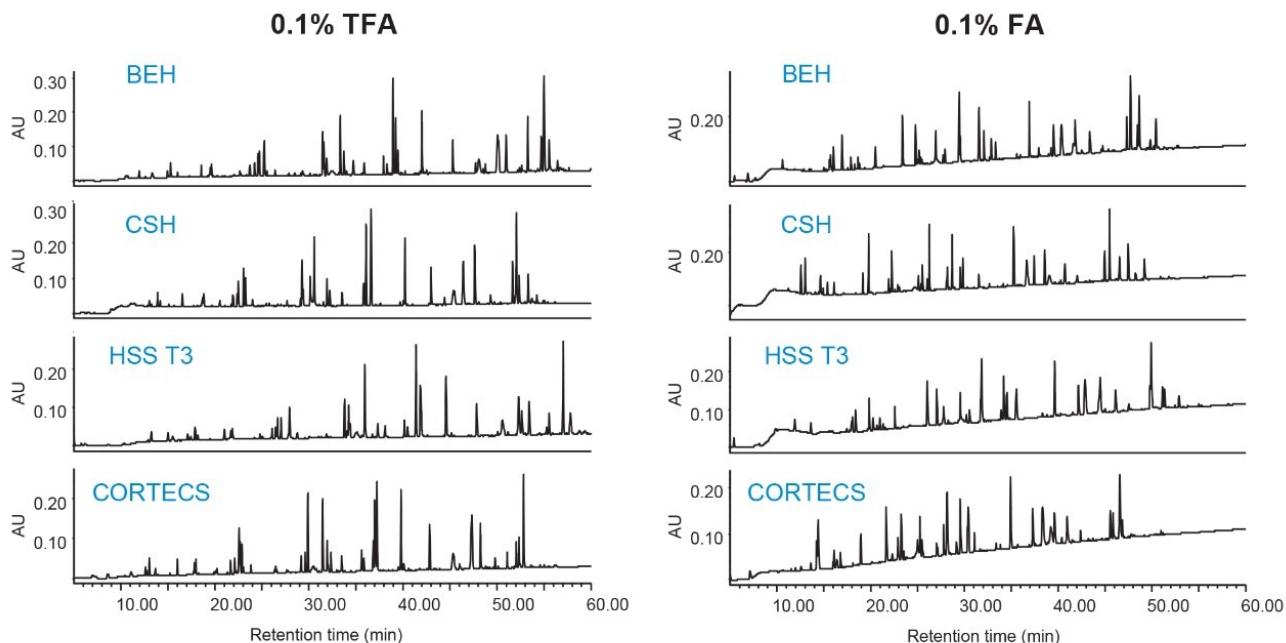 0.1% TFA
BEH
0.30
0.20
0.10
AU
CSH
0.30
0.20
0.10
AU
HSS T3
0.20
0.10
AU
CORTECS
0.20
0.10
AU
10.00 20.00 30.00 40.00 50.00 60.00
Retention time (min)
0.1% FA
BEH
0.20
AU
CSH
0.20
AU
HSS T3
0.20
0.10
AU
CORTECS
0.20
0.10
0.00
AU
10.00 20.00 30.00 40.00 50.00 60.00
Retention time (min)